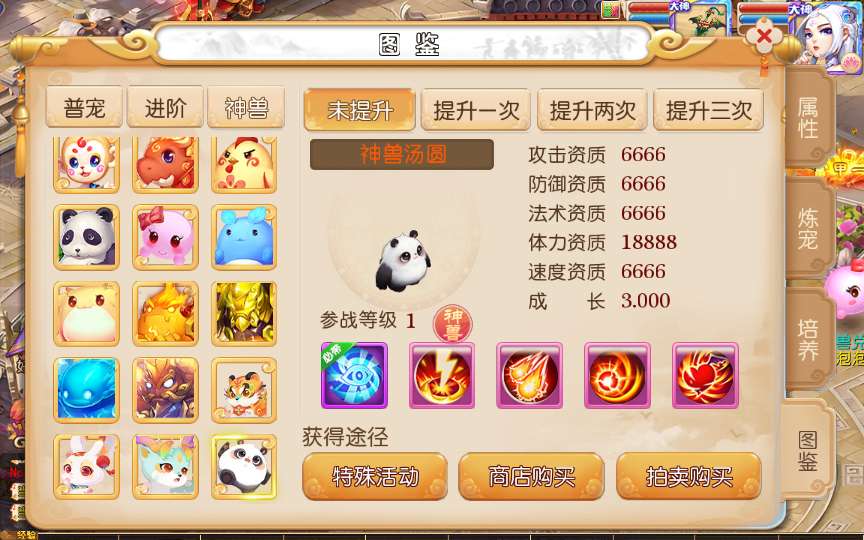 大神
大神
图鉴
普宠 进阶 神兽
未提升 提升一次 提升两次 提升三次
属性
炼宠
培养
图鉴
神兽汤圆
攻击资质 6666
防御资质 6666
法术资质 6666
体力资质 18888
速度资质 6666
成长 3.000
参战等级 1
神兽
必带
获得途径
特殊活动 商店购买 拍卖购买
经验